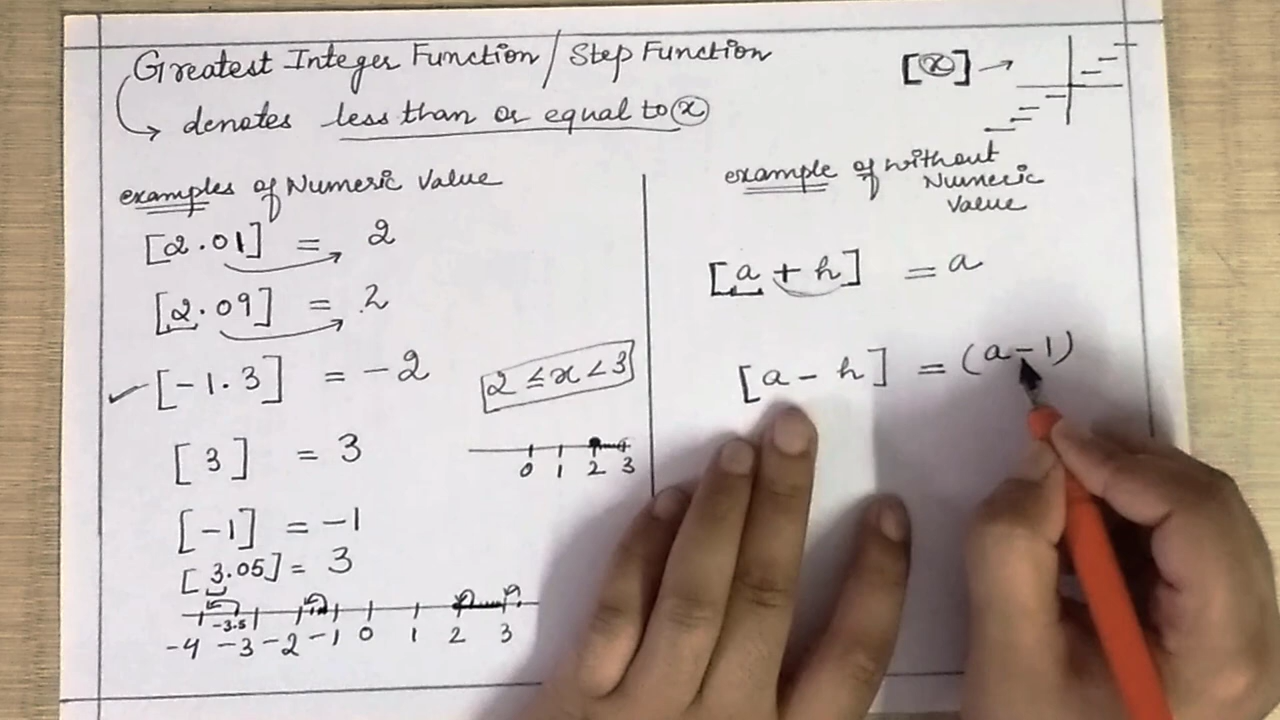 Greatest Integer Function / Step Function
[x] →
→ denotes less than or equal to x
examples of Numeric Value
[2.01] = 2
[2.09] = 2
[-1.3] = -2
2 ≤ x < 3
[3] = 3
0 1 2 3
[-1] = -1
[3.05] = 3
-3.5
-4 -3 -2 -1 0 1 2 3
example of without
Numeric
Value
[a + h] = a
[a - h] = (a-1)